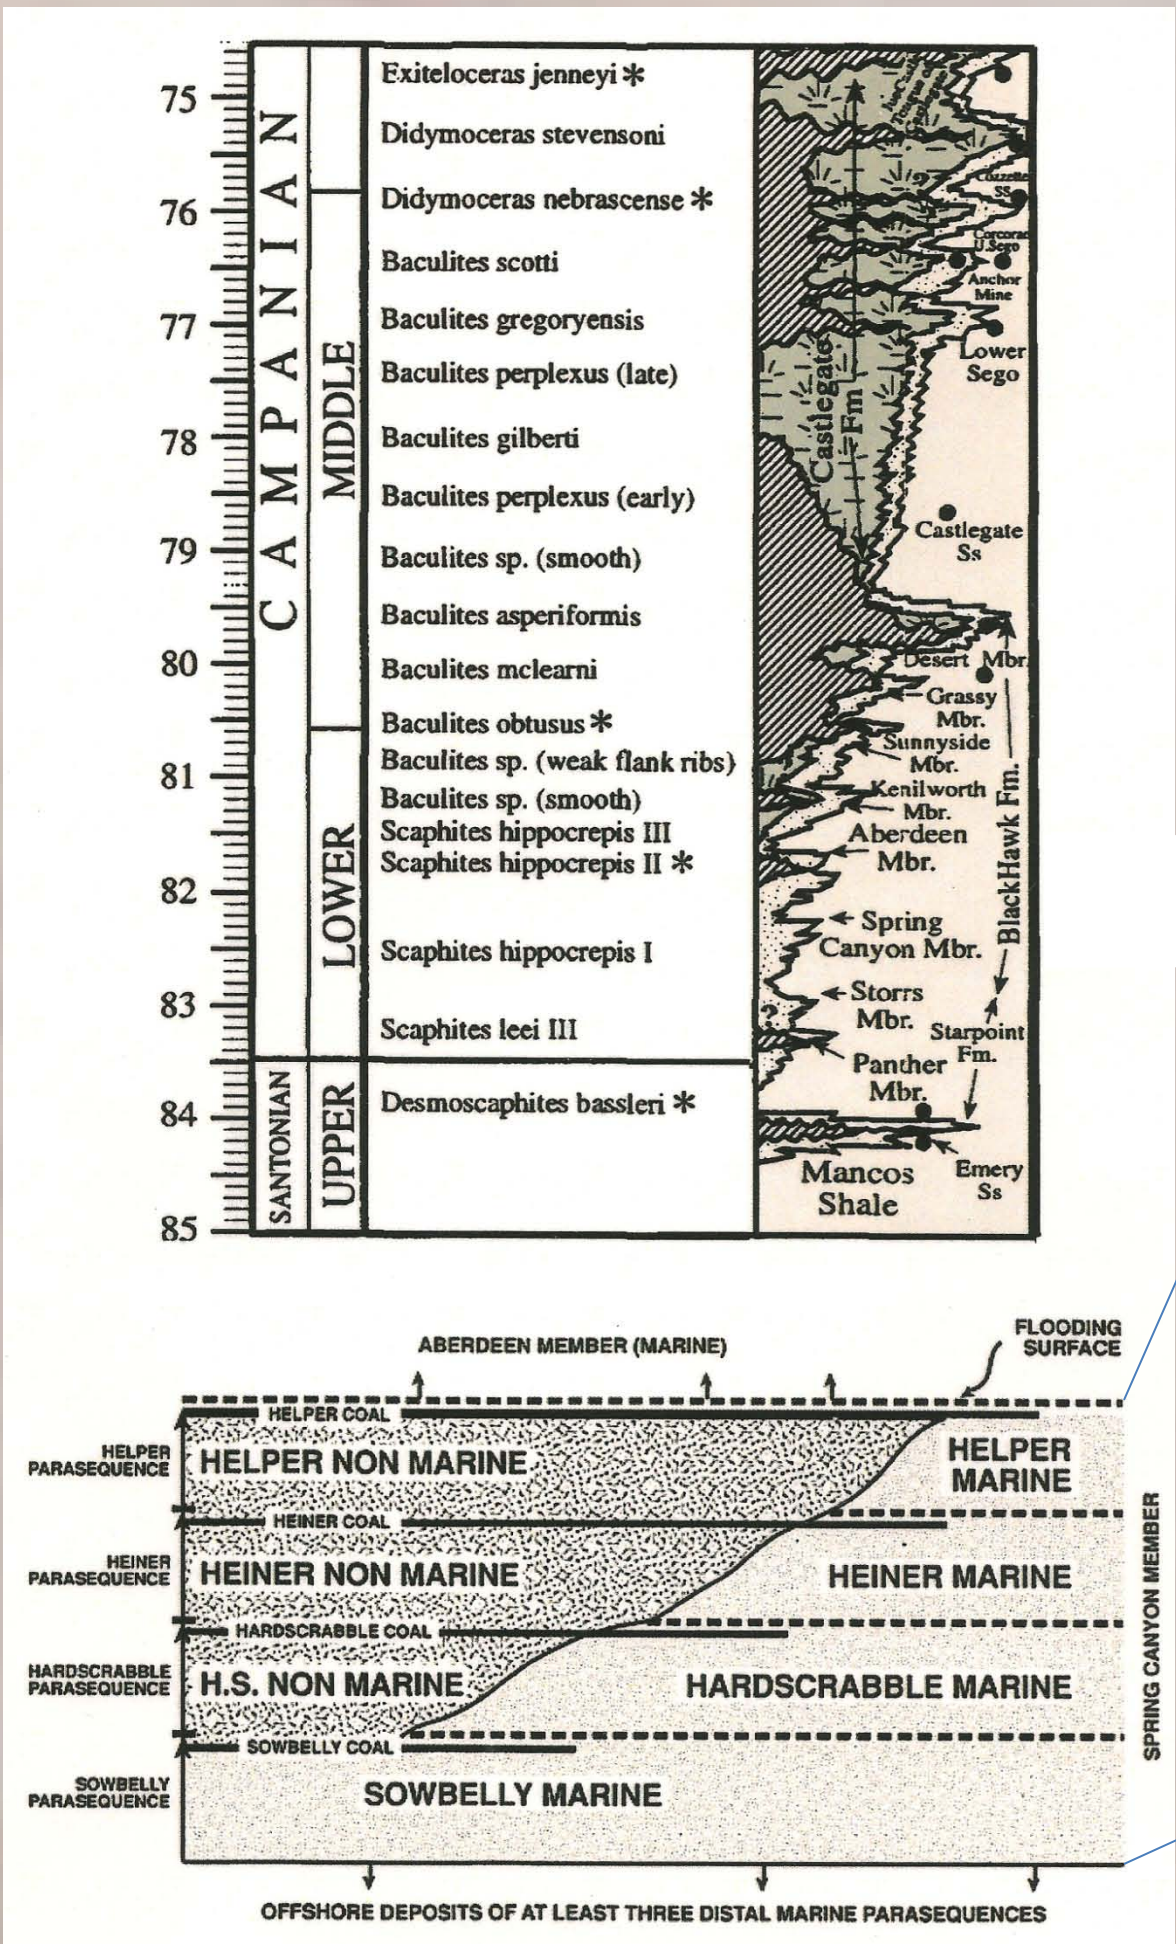 75
76
77
78
79
80
81
82
83
84
85
CAMPANIAN
SANTONIAN
MIDDLE
LOWER
UPPER
Exiteloceras jenneyi *
Didymoceras stevensoni
Didymoceras nebrascense *
Baculites scotti
Baculites gregoryensis
Baculites perplexus (late)
Baculites gilberti
Baculites perplexus (early)
Baculites sp. (smooth)
Baculites asperiformis
Baculites mclearni
Baculites obtusus *
Baculites sp. (weak flank ribs)
Baculites sp. (smooth)
Scaphites hippocrepis III
Scaphites hippocrepis II *
Scaphites hippocrepis I
Scaphites leei III
Desmoscaphites bassleri *
?
Cozzette
SS
Corcoran
U.Sego
Anchor
Mine
Lower
Sego
Castlegate
Fm
Castlegate
Ss
Desert Mbr.
Grassy
Mbr.
Sunnyside
Mbr.
Kenilworth
Mbr.
Aberdeen
Mbr.
BlackHawk Fm.
Spring
Canyon Mbr.
Storrs
Mbr.
?
Starpoint
Fm.
Panther
Mbr.
Mancos
Shale
Emery
Ss
FLOODING
SURFACE
ABERDEEN MEMBER (MARINE)
HELPER COAL
HELPER
PARASEQUENCE
HELPER NON MARINE
HELPER
MARINE
HEINER COAL
HEINER
PARASEQUENCE
HEINER NON MARINE
HEINER MARINE
HARDSCRABBLE COAL
HARDSCRABBLE
PARASEQUENCE
H.S. NON MARINE
HARDSCRABBLE MARINE
SOWBELLY COAL
SOWBELLY
PARASEQUENCE
SOWBELLY MARINE
SPRING CANYON MEMBER
OFFSHORE DEPOSITS OF AT LEAST THREE DISTAL MARINE PARASEQUENCES